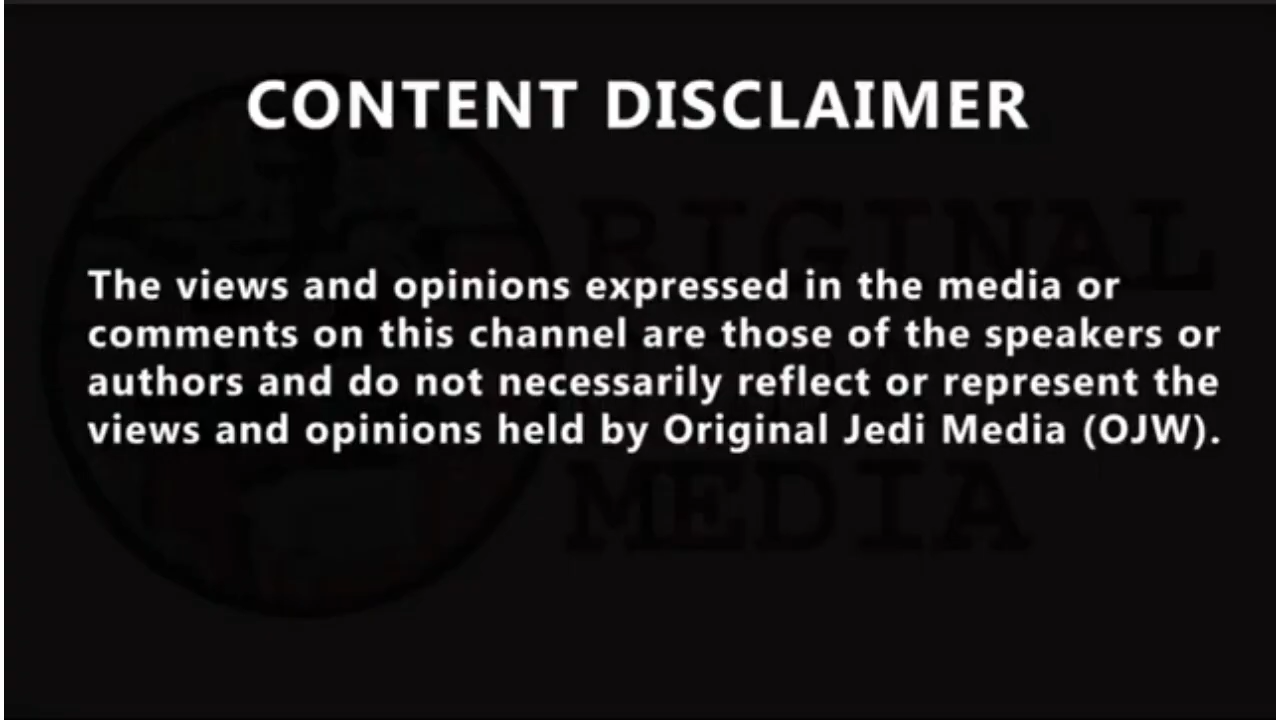 CONTENT DISCLAIMER
The views and opinions expressed in the media or
comments on this channel are those of the speakers or
authors and do not necessarily reflect or represent the
views and opinions held by Original Jedi Media (OJW).
RIGINAL
MEDIA